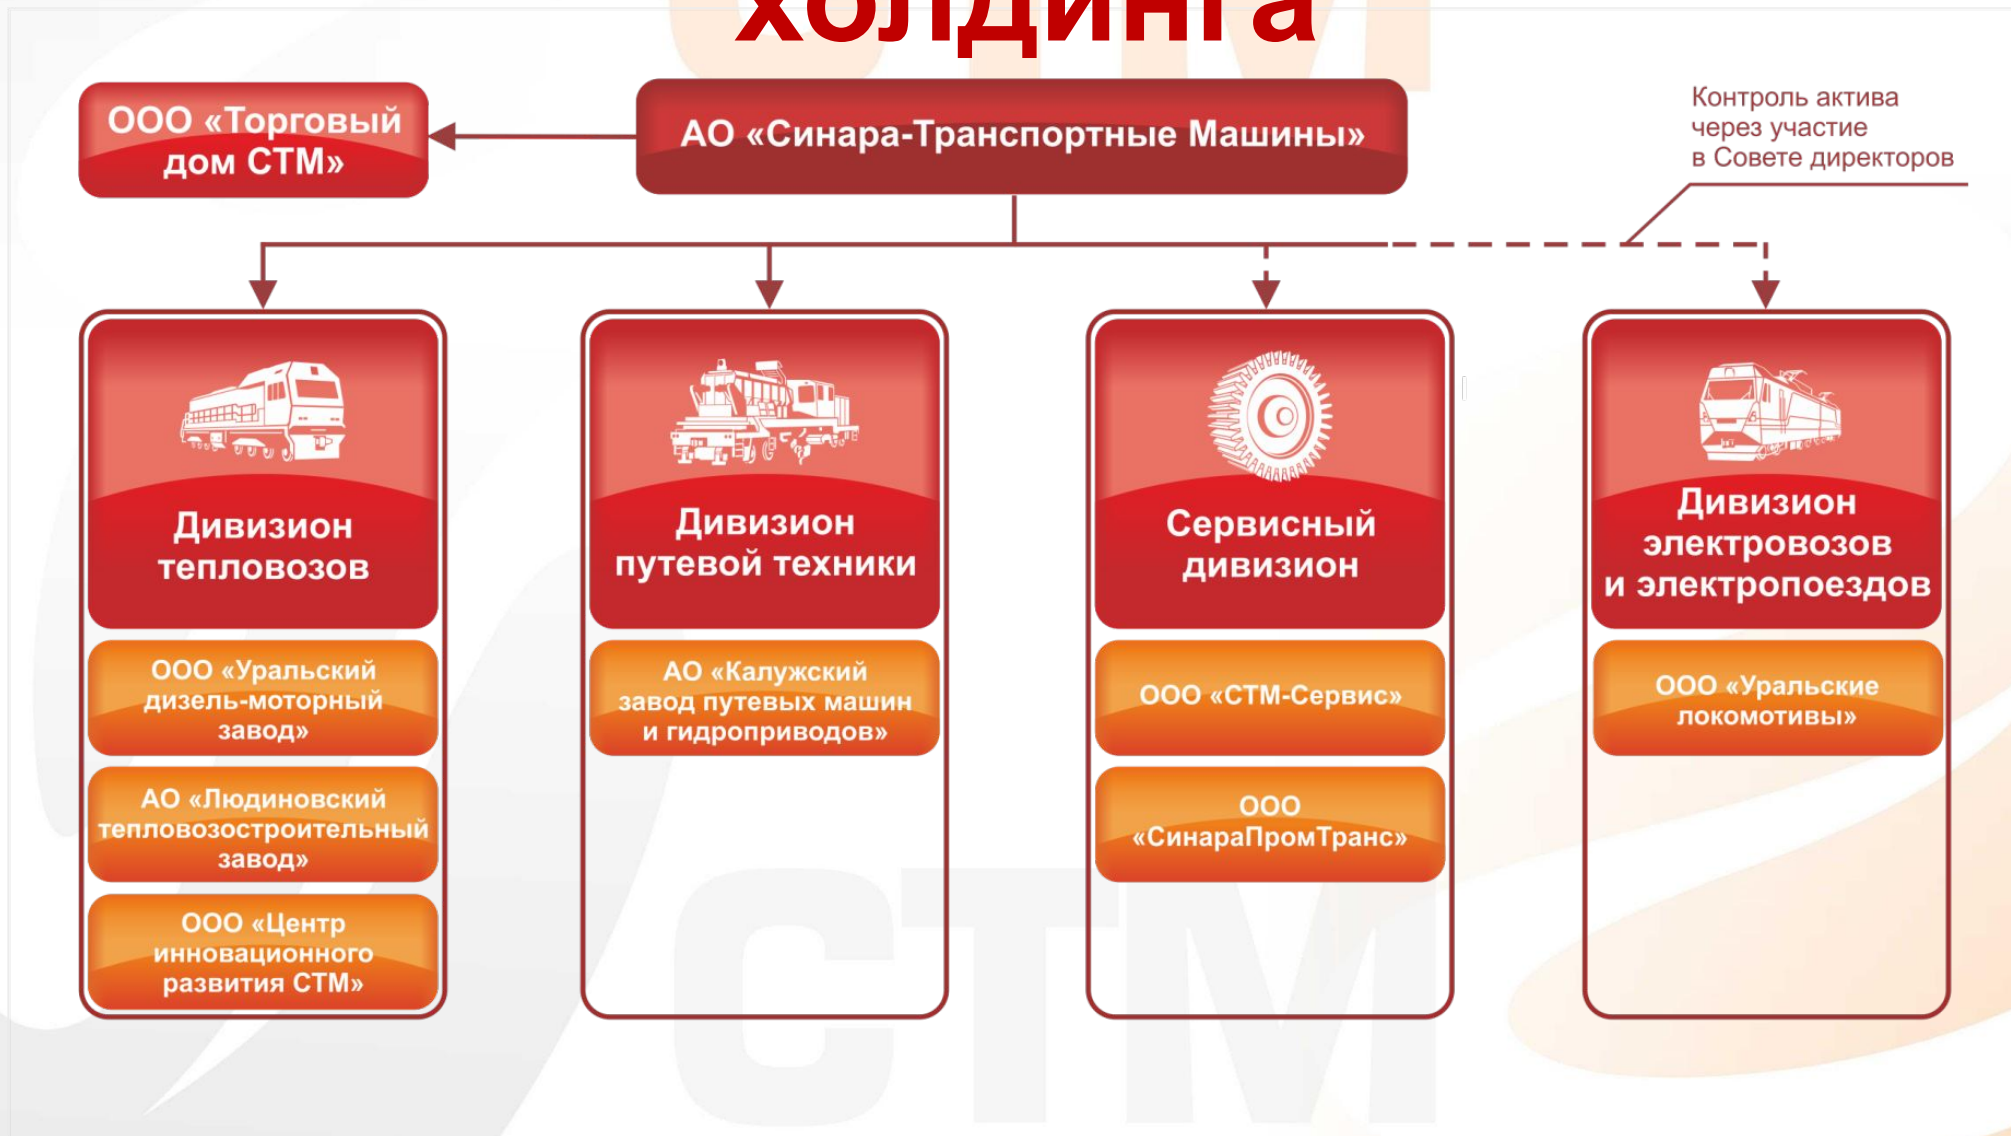 холдинга
ООО «Торговый
дом СТМ»
АО «Синара-Транспортные Машины»
Контроль актива
через участие
в Совете директоров
Дивизион
тепловозов
ООО «Уральский
дизель-моторный
завод»
АО «Людиновский
тепловозостроительный
завод»
ООО «Центр
инновационного
развития СТМ»
Дивизион
путевой техники
АО «Калужский
завод путевых машин
и гидроприводов»
Сервисный
дивизион
ООО «СТМ-Сервис»
ООО
«СинараПромТранс»
Дивизион
электровозов
и электропоездов
ООО «Уральские
локомотивы»
СТМ